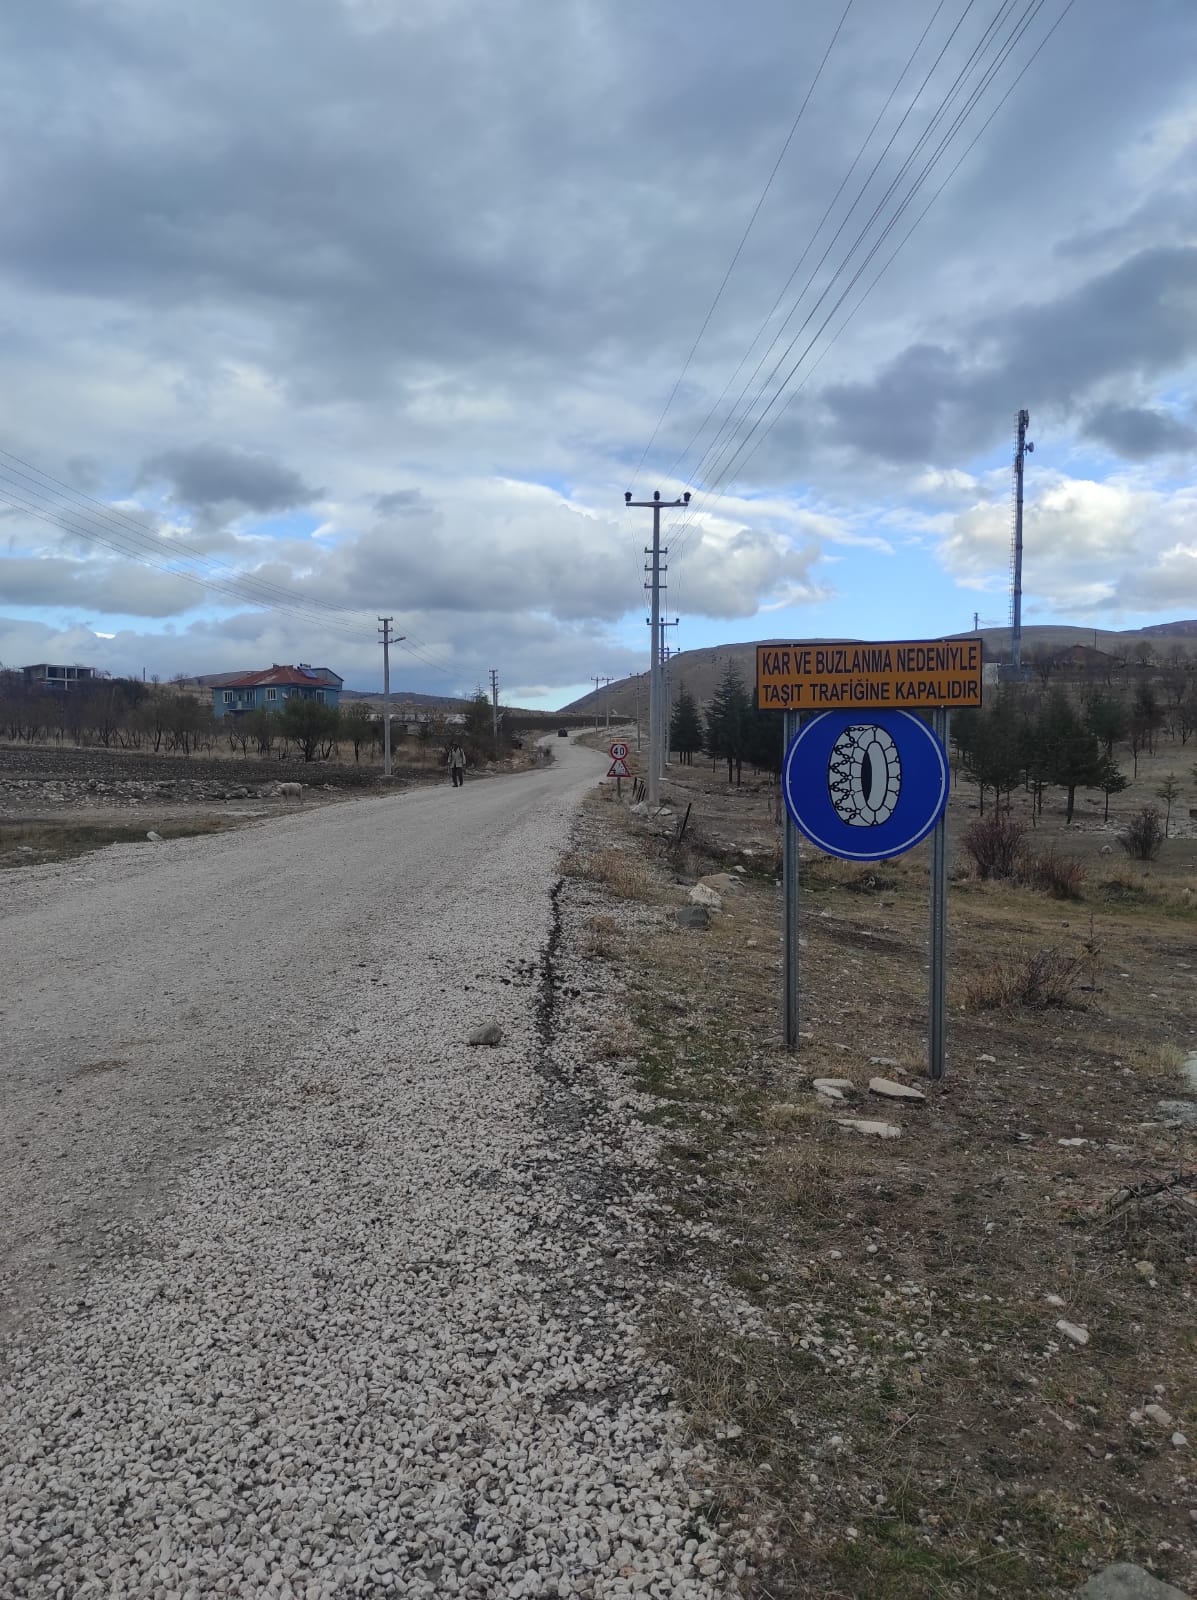 KAR VE BUZLANMA NEDENİYLE
TAŞIT TRAFİĞİNE KAPALIDIR
40